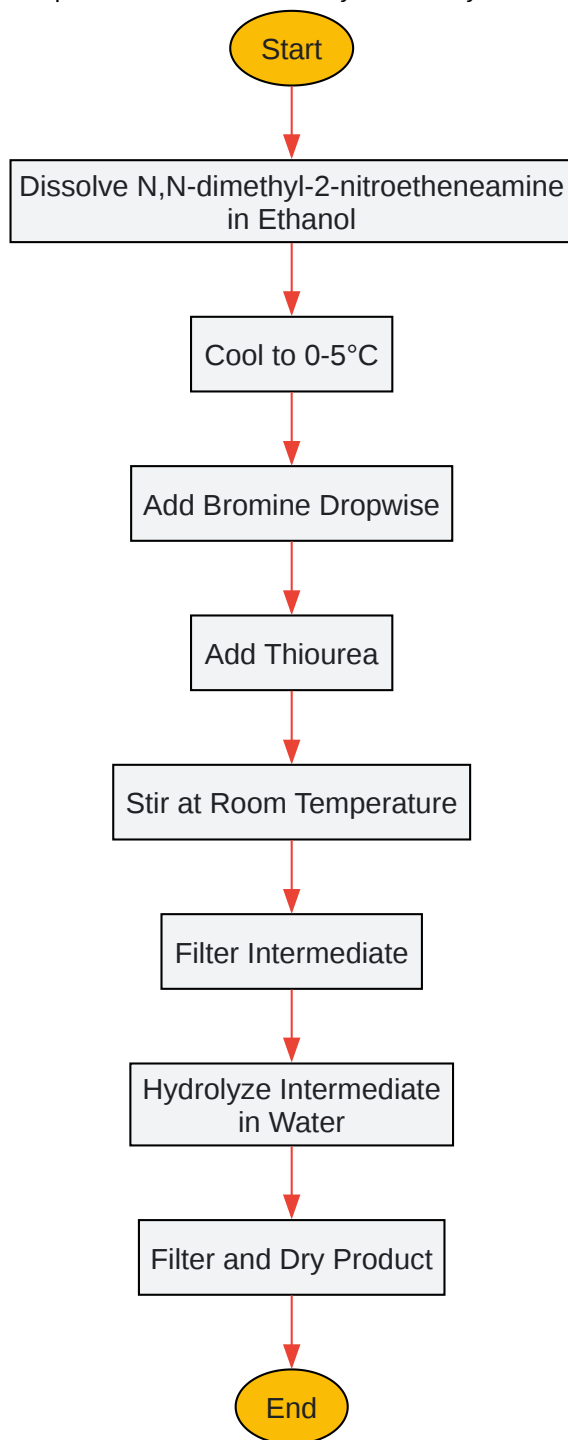 Start
Dissolve N,N-dimethyl-2-nitroetheneamine
in Ethanol
Cool to 0-5°C
Add Bromine Dropwise
Add Thiourea
Stir at Room Temperature
Filter Intermediate
Hydrolyze Intermediate
in Water
Filter and Dry Product
End